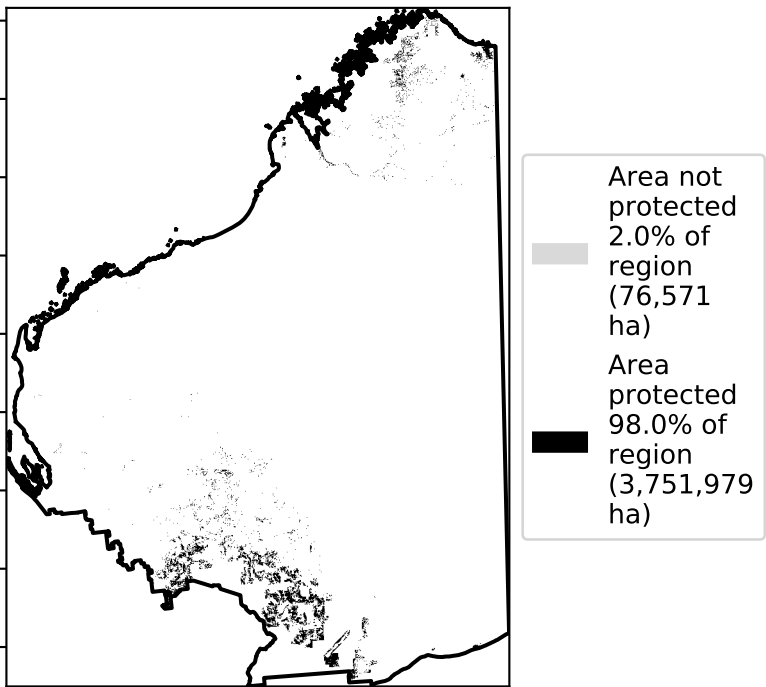 Area not
protected
2.0% of
region
(76,571
ha)
Area
protected
98.0% of
region
(3,751,979
ha)